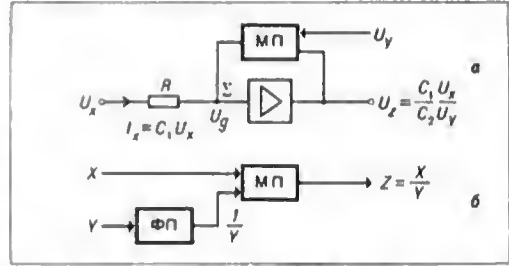 МП
U_y
а
U_x
R
Σ
U_g
I_x = C_1 U_x
U_z = C_1/C_2 U_x/U_y
X
МП
Z = X/Y
б
Y
ФП
1/Y